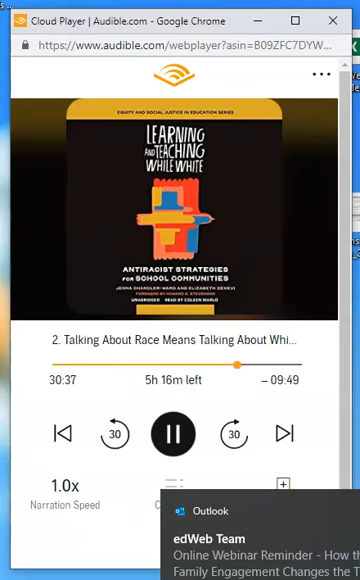 Cloud Player | Audible.com - Google Chrome
https://www.audible.com/webplayer?asin=B09ZFC7DYW...
EQUITY AND SOCIAL JUSTICE IN EDUCATION SERIES
LEARNING
AND TEACHING
WHILE WHITE
ANTIRACIST STRATEGIES
FOR SCHOOL COMMUNITIES
JENNA CHANDLER-WARD AND ELIZABETH DENEVI
FOREWORD BY HOWARD C. STEVENSON
UNABRIDGED READ BY COLEEN MARLO
2. Talking About Race Means Talking About Whi...
30:37 5h 16m left – 09:49
30 30
1.0x
Narration Speed
Outlook
edWeb Team
Online Webinar Reminder - How
Family Engagement Changes the